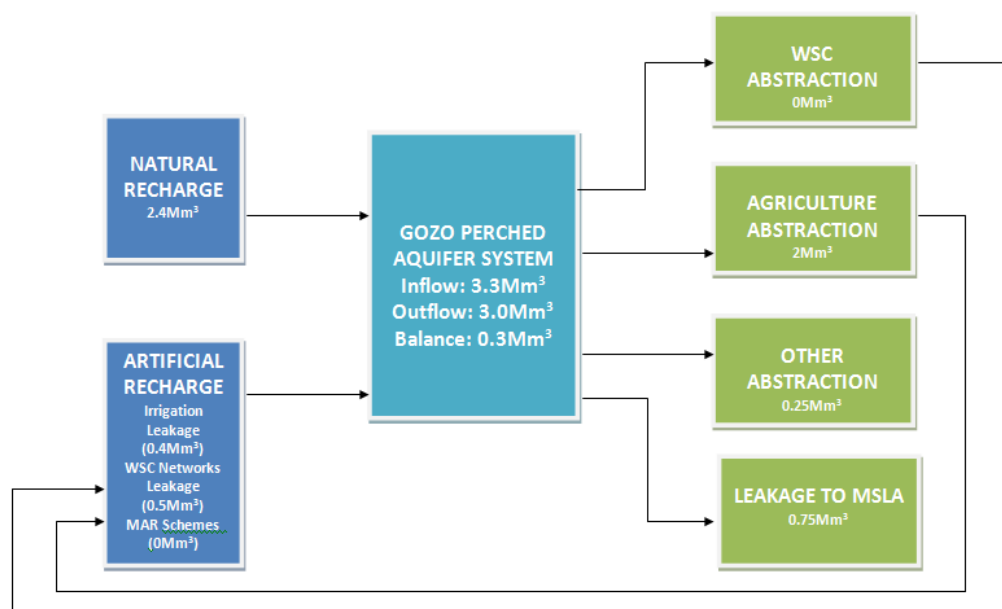 WSC
ABSTRACTION
0Mm³
NATURAL
RECHARGE
2.4Mm³
AGRICULTURE
ABSTRACTION
2Mm³
GOZO PERCHED
AQUIFER SYSTEM
Inflow: 3.3Mm³
Outflow: 3.0Mm³
Balance: 0.3Mm³
ARTIFICIAL
RECHARGE
Irrigation
Leakage
(0.4Mm³)
WSC Networks
Leakage
(0.5Mm³)
MAR Schemes
(0Mm³)
OTHER
ABSTRACTION
0.25Mm³
LEAKAGE TO MSLA
0.75Mm³